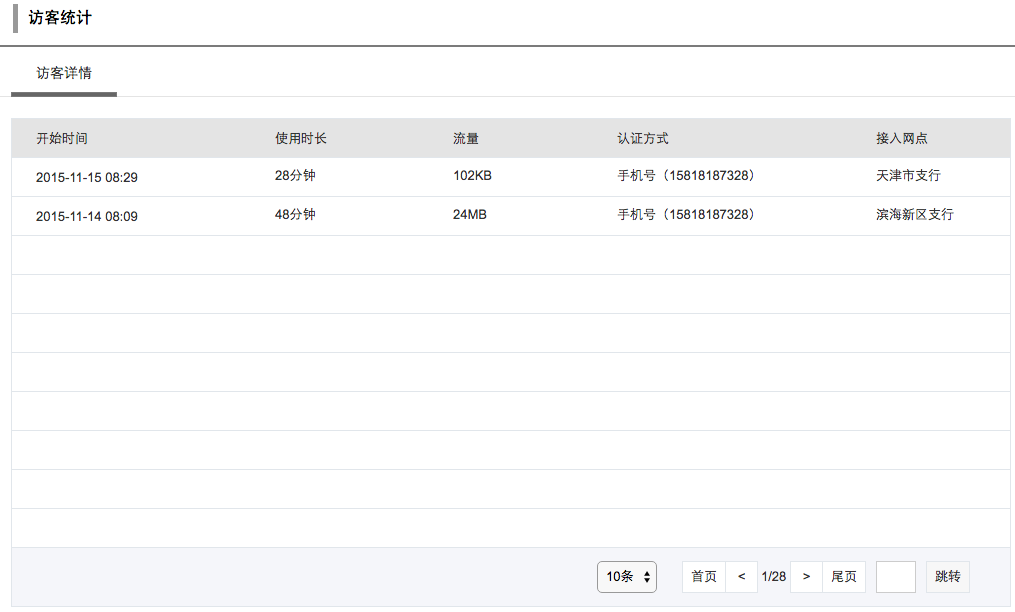 访客统计
访客详情
开始时间 使用时长 流量 认证方式 接入网点
2015-11-15 08:29 28分钟 102KB 手机号（15818187328） 天津市支行
2015-11-14 08:09 48分钟 24MB 手机号（15818187328） 滨海新区支行
10条 首页 < 1/28 > 尾页 跳转